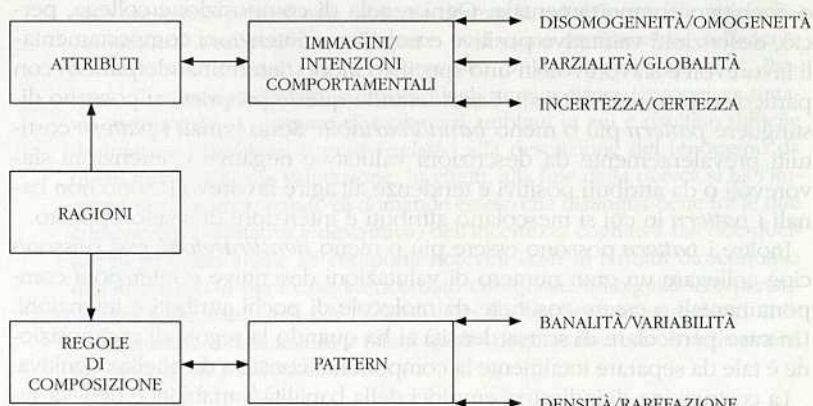 DISOMOGENEITÀ/OMOGENEITÀ
ATTRIBUTI
IMMAGINI/
INTENZIONI
COMPORTAMENTALI
PARZIALITÀ/GLOBALITÀ
INCERTEZZA/CERTEZZA
RAGIONI
REGOLE
DI
COMPOSIZIONE
PATTERN
BANALITÀ/VARIABILITÀ
DENSITÀ/RAREFAZIONE